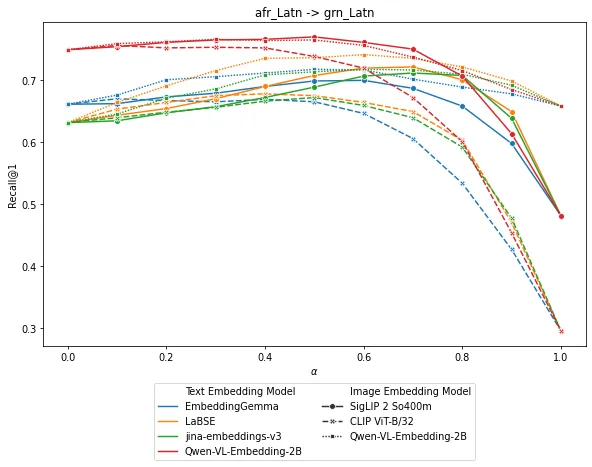 afr_Latn -> grn_Latn
Recall@1
0.7
0.6
0.5
0.4
0.3
0.0
0.2
0.4
0.6
0.8
1.0
α
Text Embedding Model
EmbeddingGemma
LaBSE
jina-embeddings-v3
Qwen-VL-Embedding-2B
Image Embedding Model
SigLIP 2 So400m
CLIP ViT-B/32
Qwen-VL-Embedding-2B